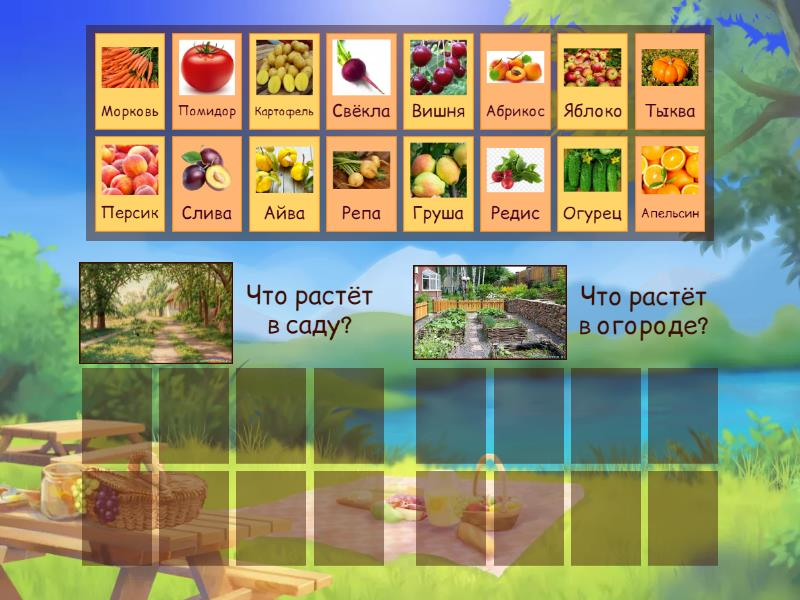 Морковь
Помидор
Картофель
Свёкла
Вишня
Абрикос
Яблоко
Тыква
Персик
Слива
Айва
Репа
Груша
Редис
Огурец
Апельсин
Что растёт
в саду?
Что растёт
в огороде?